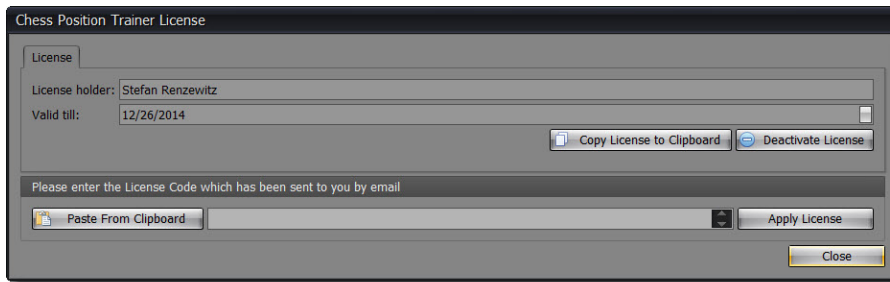 Chess Position Trainer License
License
License holder: Stefan Renzewitz
Valid till: 12/26/2014
Copy License to Clipboard Deactivate License
Please enter the License Code which has been sent to you by email
Paste From Clipboard Apply License
Close